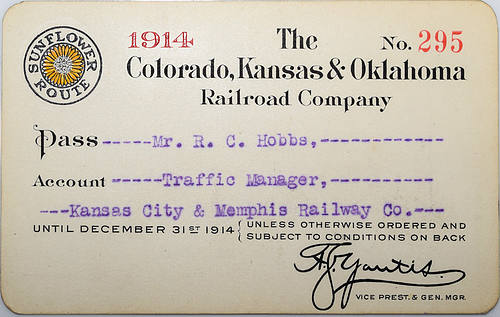 SUNFLOWER ROUTE
1914 The No. 295
Colorado, Kansas & Oklahoma
Railroad Company
Pass-----Mr. R. C. Hobbs,------------
Account -----Traffic Manager,----------
---Kansas City & Memphis Railway Co.---
UNTIL DECEMBER 31ST 1914 { UNLESS OTHERWISE ORDERED AND
SUBJECT TO CONDITIONS ON BACK
VICE PREST. & GEN. MGR.